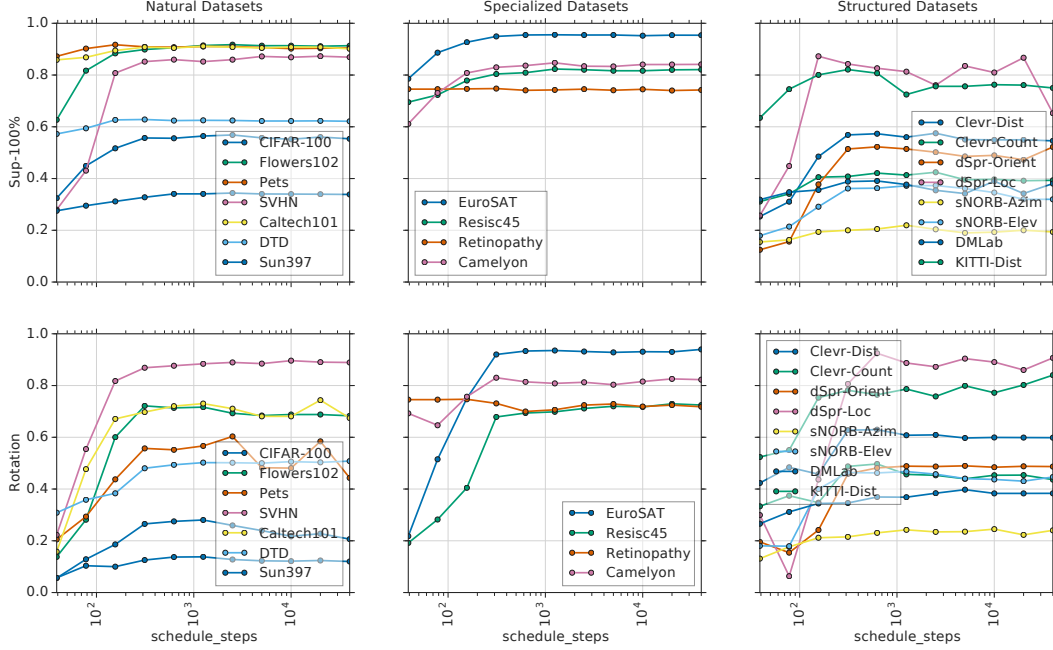 Natural Datasets
Specialized Datasets
Structured Datasets
Sup-100%
1.0
0.8
0.6
0.4
0.2
0.0
CIFAR-100
Flowers102
Pets
SVHN
Caltech101
DTD
Sun397
EuroSAT
Resisc45
Retinopathy
Camelyon
Clevr-Dist
Clevr-Count
dSpr-Orient
dSpr-Loc
sNORB-Azim
sNORB-Elev
DMLab
KITTI-Dist
Rotation
1.0
0.8
0.6
0.4
0.2
0.0
CIFAR-100
Flowers102
Pets
SVHN
Caltech101
DTD
Sun397
10²
10³
10⁴
schedule_steps
EuroSAT
Resisc45
Retinopathy
Camelyon
10²
10³
10⁴
schedule_steps
Clevr-Dist
Clevr-Count
dSpr-Orient
dSpr-Loc
sNORB-Azim
sNORB-Elev
DMLab
KITTI-Dist
10²
10³
10⁴
schedule_steps